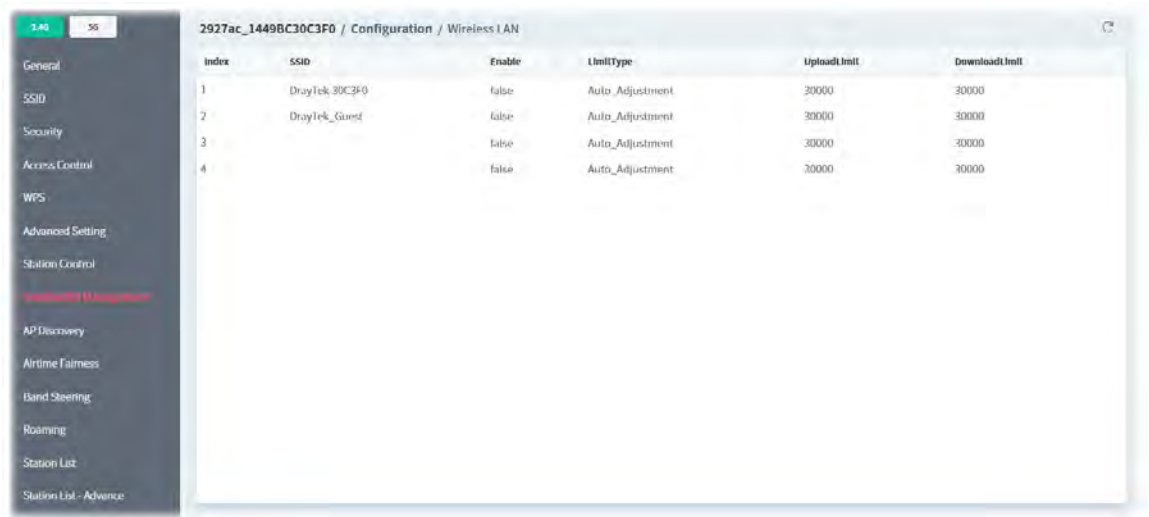 2.4G 5G
2927ac_1449BC30C3F0 / Configuration / Wireless LAN
General
SSID
Security
Access Control
WPS
Advanced Setting
Station Control
Bandwidth Management
AP Discovery
Airtime Fairness
Band Steering
Roaming
Station List
Station List - Advance
Index SSID Enable LimitType UploadLimit DownloadLimit
1 DrayTek-30C3F0 false Auto_Adjustment 30000 30000
2 DrayTek_Guest false Auto_Adjustment 30000 30000
3 false Auto_Adjustment 30000 30000
4 false Auto_Adjustment 30000 30000